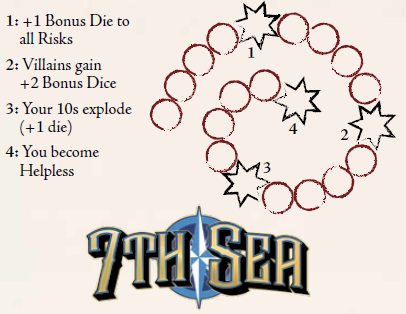 1: +1 Bonus Die to
all Risks
2: Villains gain
+2 Bonus Dice
3: Your 10s explode
(+1 die)
4: You become
Helpless
1
2
3
4
7TH SEA